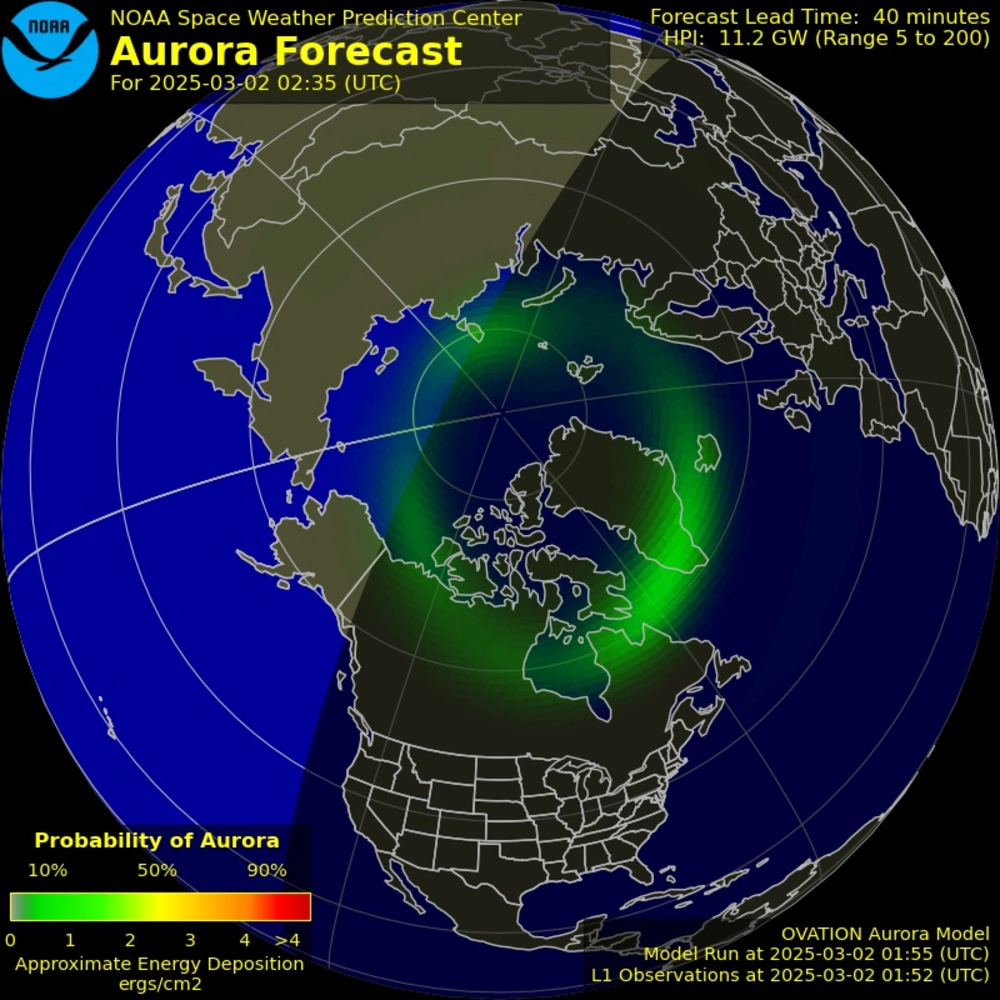 NOAA
NOAA Space Weather Prediction Center
Aurora Forecast
For 2025-03-02 02:35 (UTC)
Forecast Lead Time: 40 minutes
HPI: 11.2 GW (Range 5 to 200)
Probability of Aurora
10% 50% 90%
0 1 2 3 4 >4
Approximate Energy Deposition
ergs/cm2
OVATION Aurora Model
Model Run at 2025-03-02 01:55 (UTC)
L1 Observations at 2025-03-02 01:52 (UTC)